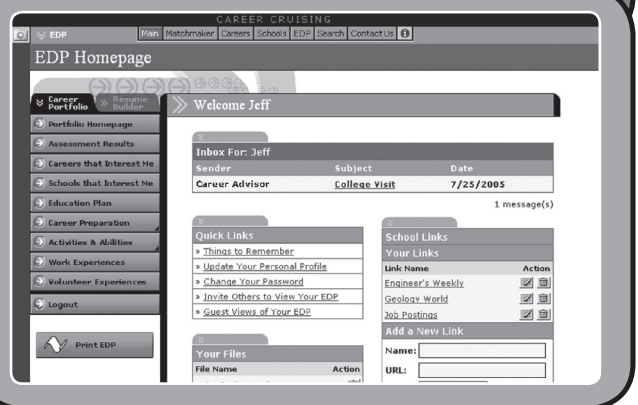 CAREER CRUISING
EDP
Main Matchmaker Careers Schools EDP Search Contact Us
EDP Homepage
Career Portfolio
Resume Builder
Portfolio Homepage
Assessment Results
Careers that Interest Me
Schools that Interest Me
Education Plan
Career Preparation
Activities & Abilities
Work Experiences
Volunteer Experiences
Logout
Print EDP
Welcome Jeff
Inbox For: Jeff
Sender Subject Date
Career Advisor College Visit 7/25/2005
1 message(s)
Quick Links
» Things to Remember
» Update Your Personal Profile
» Change Your Password
» Invite Others to View Your EDP
» Guest Views of Your EDP
Your Files
File Name Action
School Links
Your Links
Link Name Action
Engineer's Weekly
Geology World
Job Postings
Add a New Link
Name:
URL: